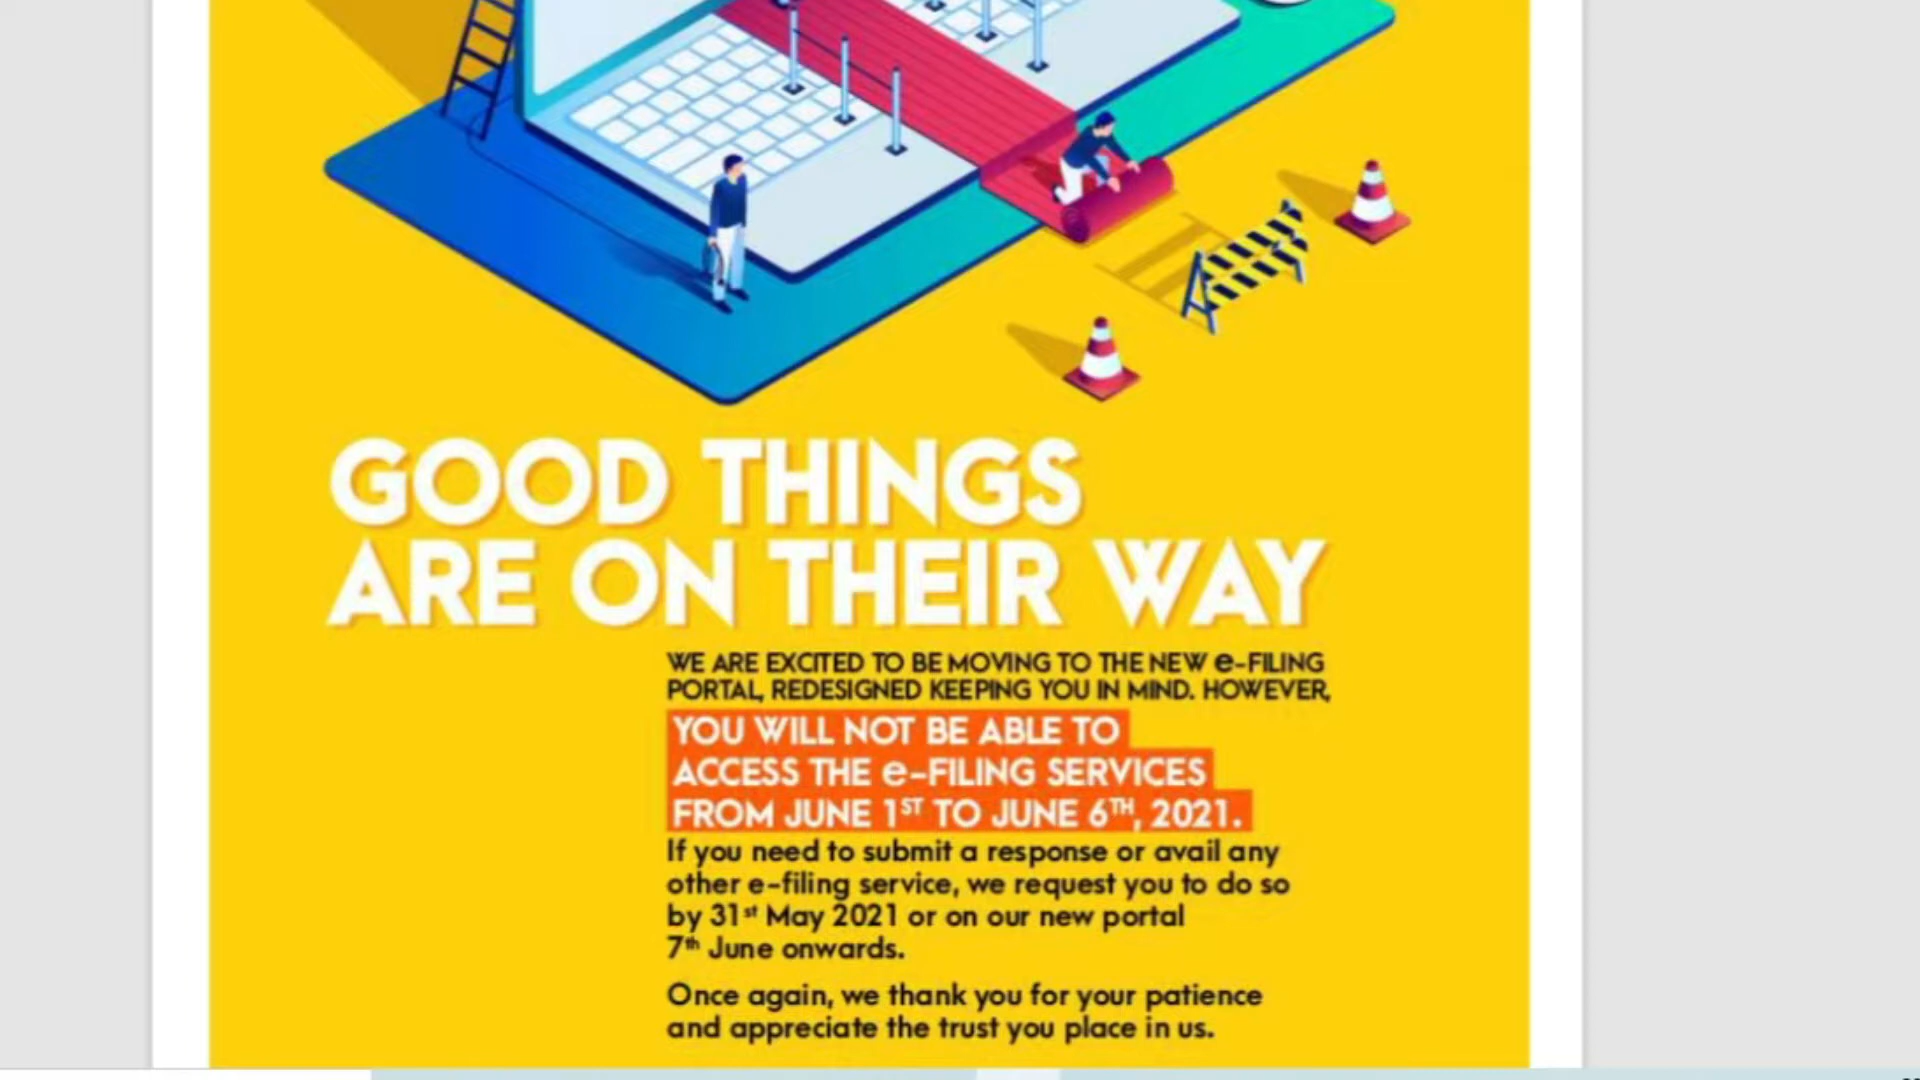 GOOD THINGS
ARE ON THEIR WAY
WE ARE EXCITED TO BE MOVING TO THE NEW e-FILING
PORTAL, REDESIGNED KEEPING YOU IN MIND. HOWEVER,
YOU WILL NOT BE ABLE TO
ACCESS THE e-FILING SERVICES
FROM JUNE 1ST TO JUNE 6TH, 2021.
If you need to submit a response or avail any
other e-filing service, we request you to do so
by 31st May 2021 or on our new portal
7th June onwards.
Once again, we thank you for your patience
and appreciate the trust you place in us.